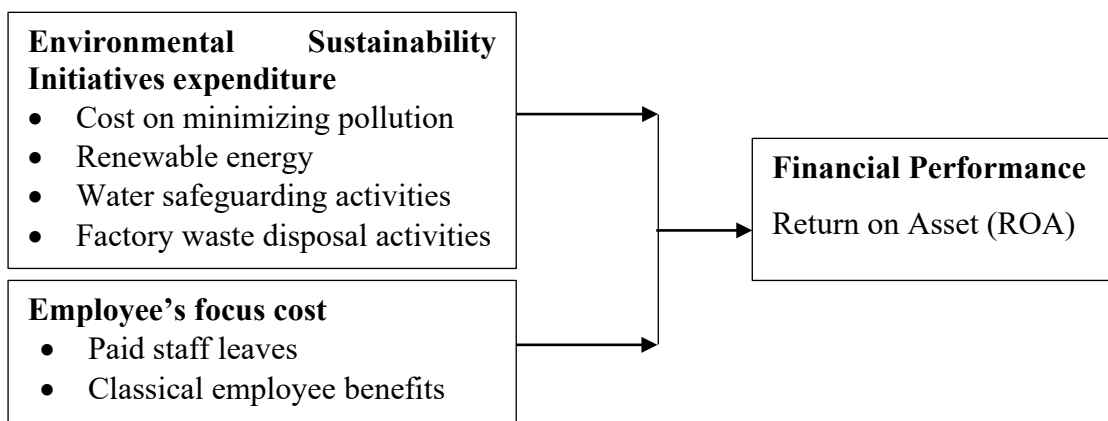 Environmental Sustainability
Initiatives expenditure
• Cost on minimizing pollution
• Renewable energy
• Water safeguarding activities
• Factory waste disposal activities
Employee’s focus cost
• Paid staff leaves
• Classical employee benefits
Financial Performance
Return on Asset (ROA)